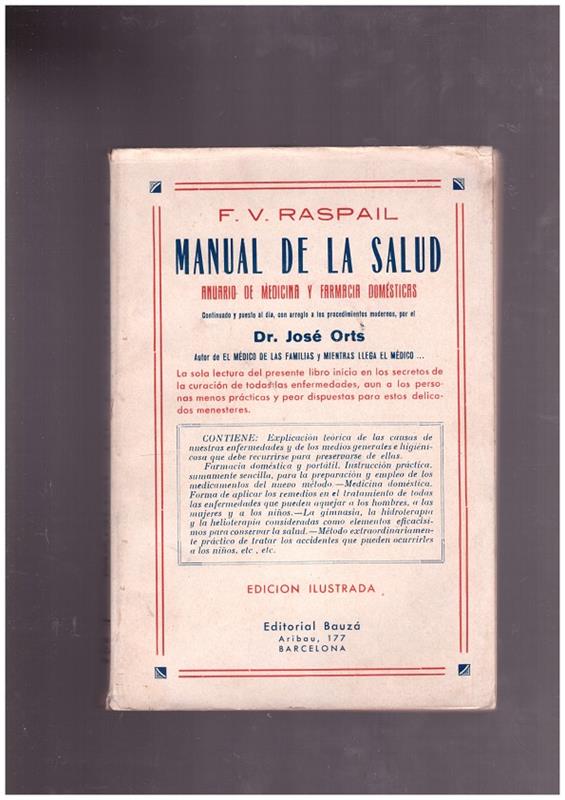 F. V. RASPAIL
MANUAL DE LA SALUD
ANUARIO DE MEDICINA Y FARMACIA DOMÉSTICAS
Continuado y puesto al día, con arreglo a los procedimientos modernos, por el
Dr. José Orts
Autor de EL MÉDICO DE LAS FAMILIAS y MIENTRAS LLEGA EL MÉDICO ...
La sola lectura del presente libro inicia en los secretos de
la curación de todas las enfermedades, aun a las perso-
nas menos prácticas y peor dispuestas para estos delica-
dos menesteres.
CONTIENE: Explicación teórica de las causas de
nuestras enfermedades y de los medios generales e higiéni-
cosa que debe recurrirse para preservarse de ellas.
Farmacia doméstica y portátil. Instrucción práctica,
sumamente sencilla, para la preparación y empleo de los
medicamentos del nuevo método.—Medicina doméstica.
Forma de aplicar los remedios en el tratamiento de todas
las enfermedades que pueden aquejar a los hombres, a las
mujeres y a los niños.—La gimnasia, la hidroterapia
y la helioterapia consideradas como elementos eficacísi-
mos para conservar la salud.—Método extraordinariamen-
te práctico de tratar los accidentes que pueden ocurrirles
a los niños, etc., etc.
EDICION ILUSTRADA
Editorial Bauzá
Aribau, 177
BARCELONA